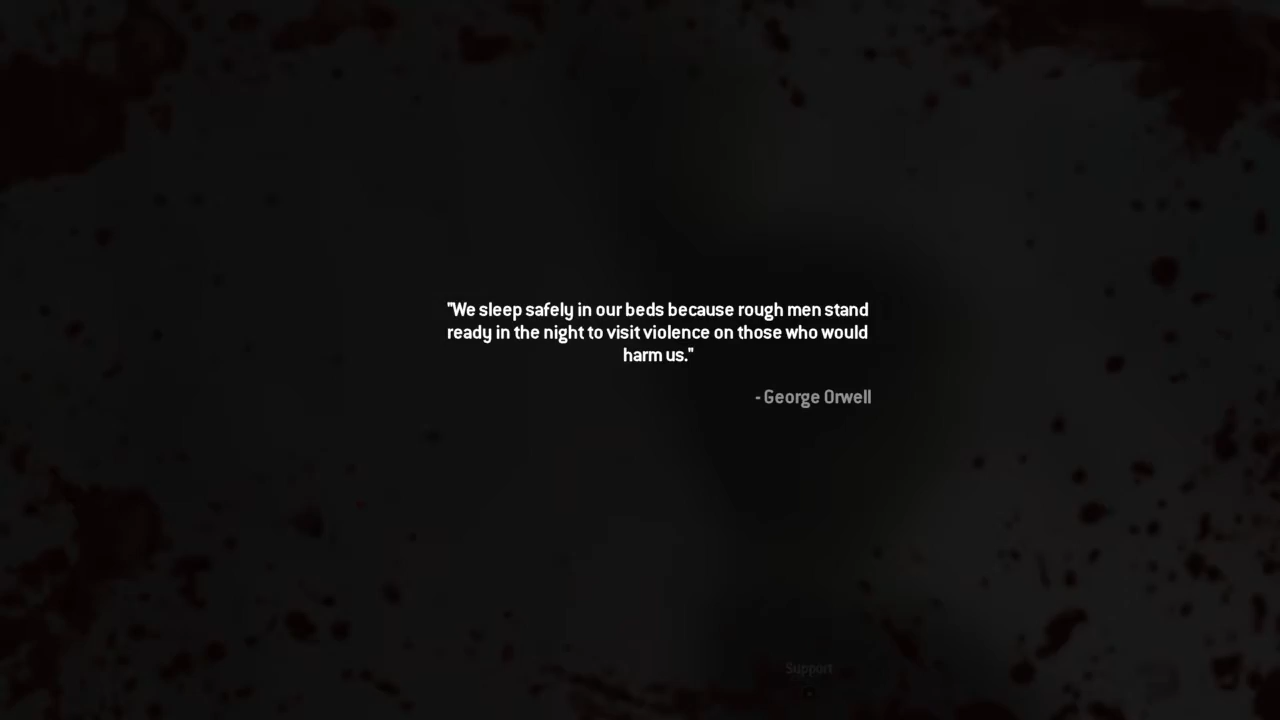 "We sleep safely in our beds because rough men stand
ready in the night to visit violence on those who would
harm us."
- George Orwell
Support